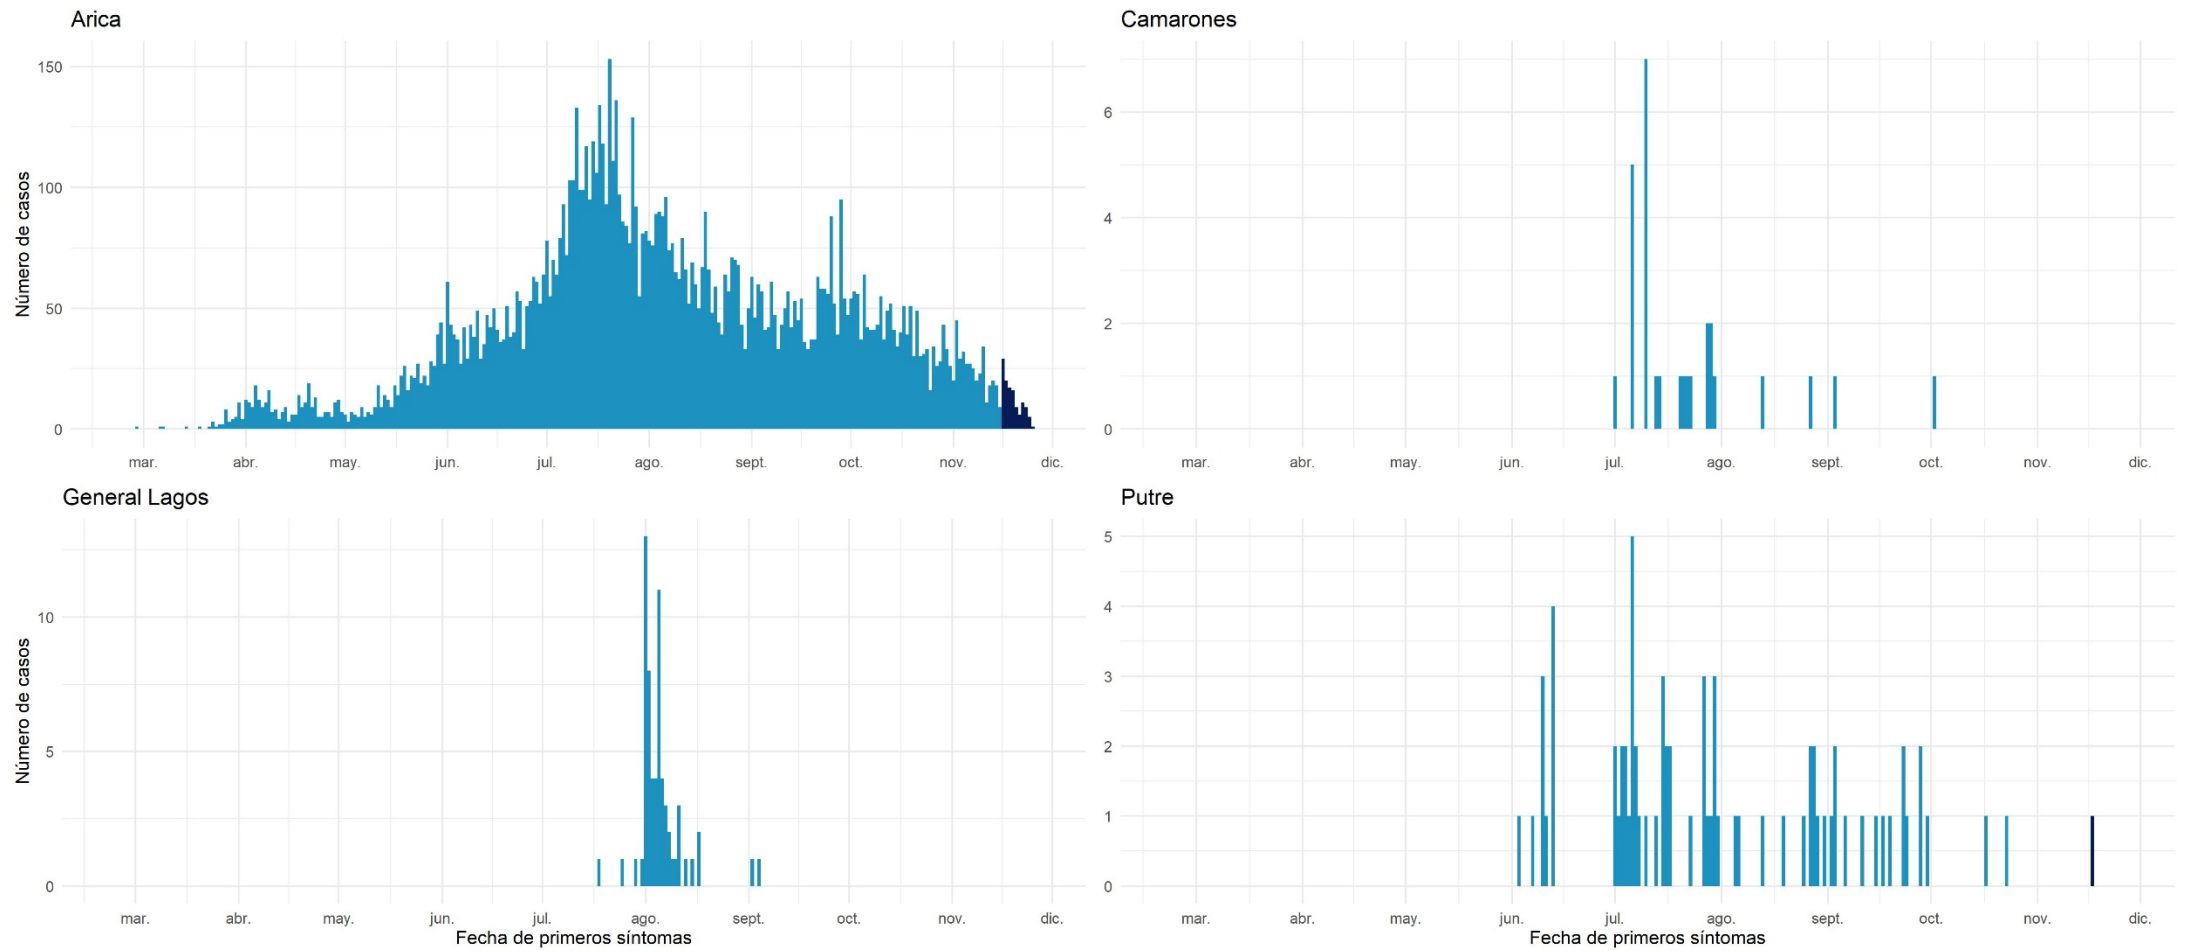 Arica
Número de casos
150
100
50
0
mar. abr. may. jun. jul. ago. sept. oct. nov. dic.
Camarones
6
4
2
0
mar. abr. may. jun. jul. ago. sept. oct. nov. dic.
General Lagos
Número de casos
10
5
0
mar. abr. may. jun. jul. ago. sept. oct. nov. dic.
Fecha de primeros síntomas
Putre
5
4
3
2
1
0
mar. abr. may. jun. jul. ago. sept. oct. nov. dic.
Fecha de primeros síntomas